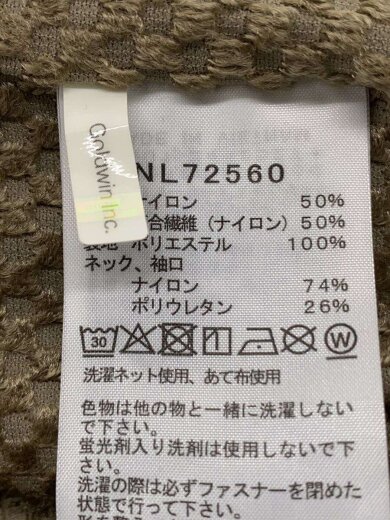 Goldwin Inc.
NL72560
ナイロン 50%
合繊維（ナイロン）50%
表地 ポリエステル 100%
ネック、袖口
ナイロン 74%
ポリウレタン 26%
30
W
洗濯ネット使用、あて布使用
色物は他の物と一緒に洗濯しない
で下さい。
蛍光剤入り洗剤は使用しないで下
さい。
洗濯の際は必ずファスナーを閉めた
状態で行って下さい。